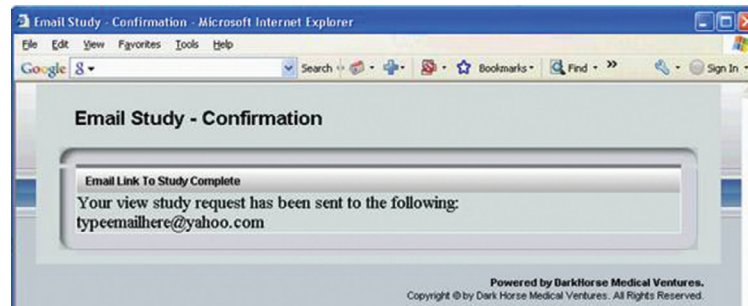 Email Study - Confirmation - Microsoft Internet Explorer
File Edit View Favorites Tools Help
Google Search Bookmarks Find Sign In
Email Study - Confirmation
Email Link To Study Complete
Your view study request has been sent to the following:
typeemailhere@yahoo.com
Powered by DarkHorse Medical Ventures.
Copyright © by Dark Horse Medical Ventures. All Rights Reserved.